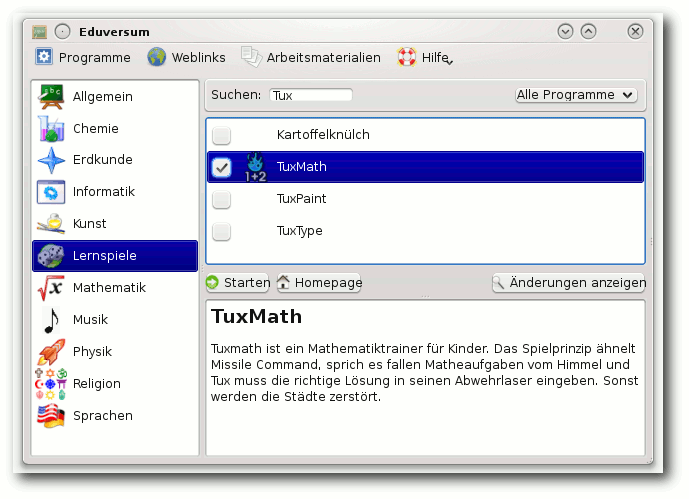 Eduversum
Programme Weblinks Arbeitsmaterialien Hilfe
Allgemein
Chemie
Erdkunde
Informatik
Kunst
Lernspiele
Mathematik
Musik
Physik
Religion
Sprachen
Suchen: Tux Alle Programme
Kartoffelknülch
1+2 TuxMath
TuxPaint
TuxType
Starten Homepage Änderungen anzeigen
TuxMath
Tuxmath ist ein Mathematiktrainer für Kinder. Das Spielprinzip ähnelt
Missile Command, sprich es fallen Matheaufgaben vom Himmel und
Tux muss die richtige Lösung in seinen Abwehrlaser eingeben. Sonst
werden die Städte zerstört.